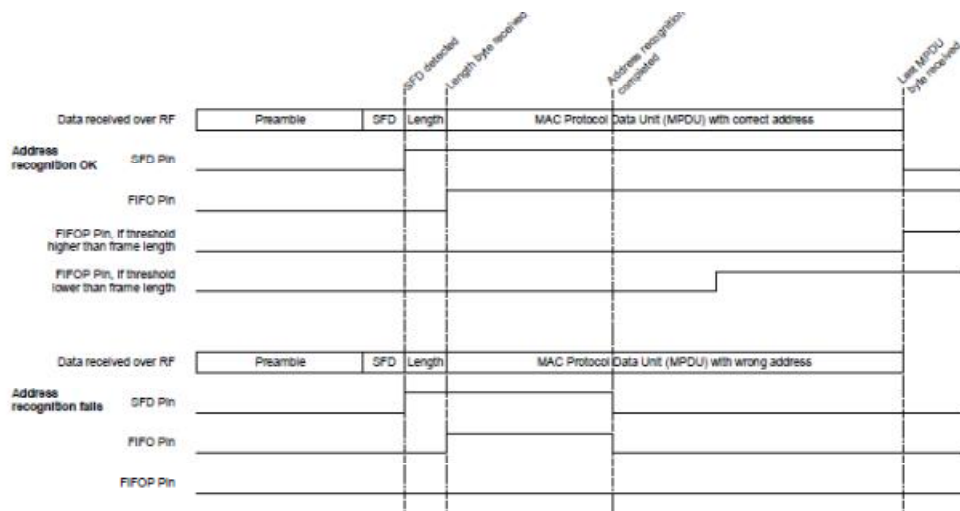 SFD detected
Length byte received
Address recognition
completed
Last MPDU
byte received
Data received over RF
Preamble
SFD
Length
MAC Protocol Data Unit (MPDU) with correct address
Address
recognition OK
SFD Pin
FIFO Pin
FIFOP Pin, if threshold
higher than frame length
FIFOP Pin, if threshold
lower than frame length
Data received over RF
Preamble
SFD
Length
MAC Protocol Data Unit (MPDU) with wrong address
Address
recognition fails
SFD Pin
FIFO Pin
FIFOP Pin